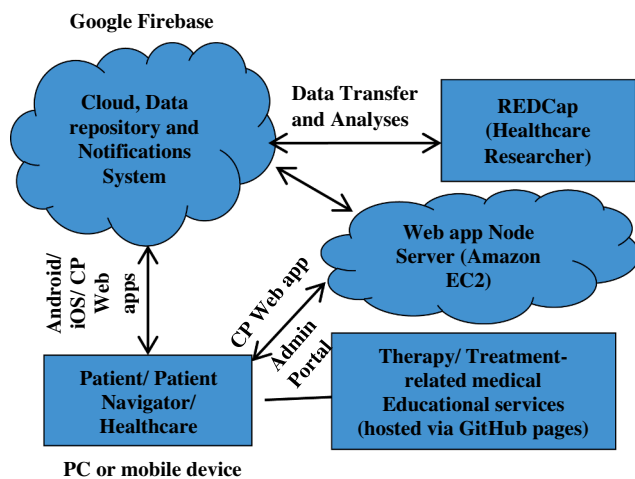 Google Firebase
Cloud, Data
repository and
Notifications
System
Data Transfer
and Analyses
REDCap
(Healthcare
Researcher)
Web app Node
Server (Amazon
EC2)
Android/
iOS/ CP
Web
apps
CP Web app
Admin
Portal
Patient/ Patient
Navigator/
Healthcare
Therapy/ Treatment-
related medical
Educational services
(hosted via GitHub pages)
PC or mobile device